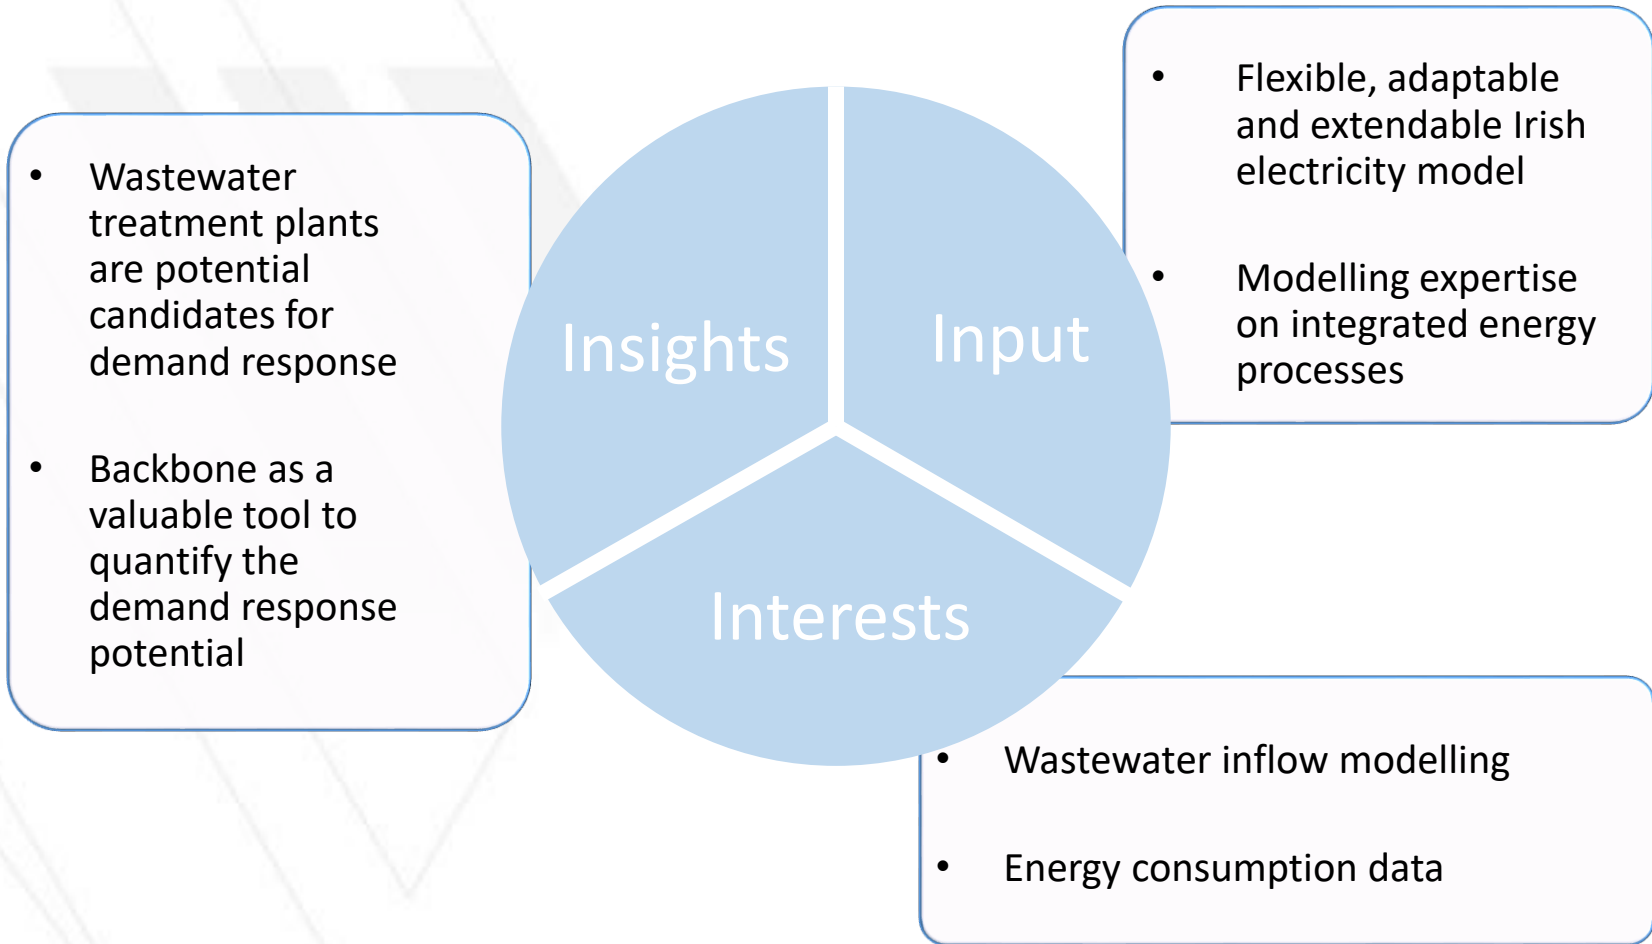 • Wastewater
treatment plants
are potential
candidates for
demand response
• Backbone as a
valuable tool to
quantify the
demand response
potential
Insights
Input
Interests
• Flexible, adaptable
and extendable Irish
electricity model
• Modelling expertise
on integrated energy
processes
• Wastewater inflow modelling
• Energy consumption data